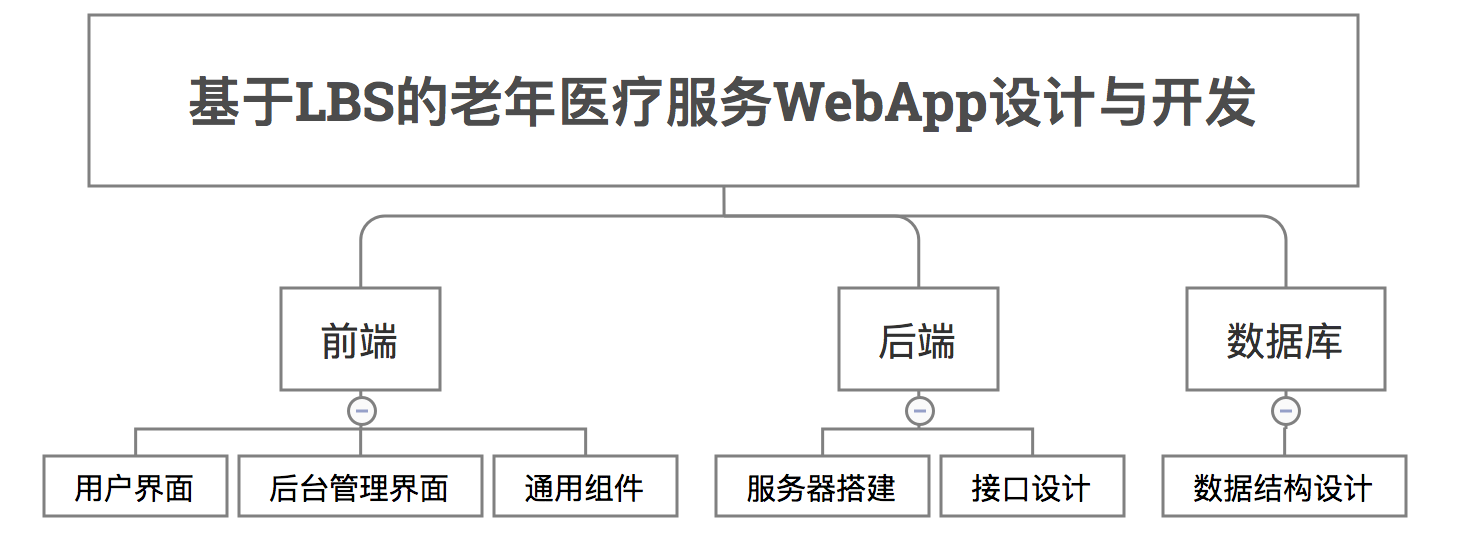 基于LBS的老年医疗服务WebApp设计与开发
前端
后端
数据库
用户界面
后台管理界面
通用组件
服务器搭建
接口设计
数据结构设计